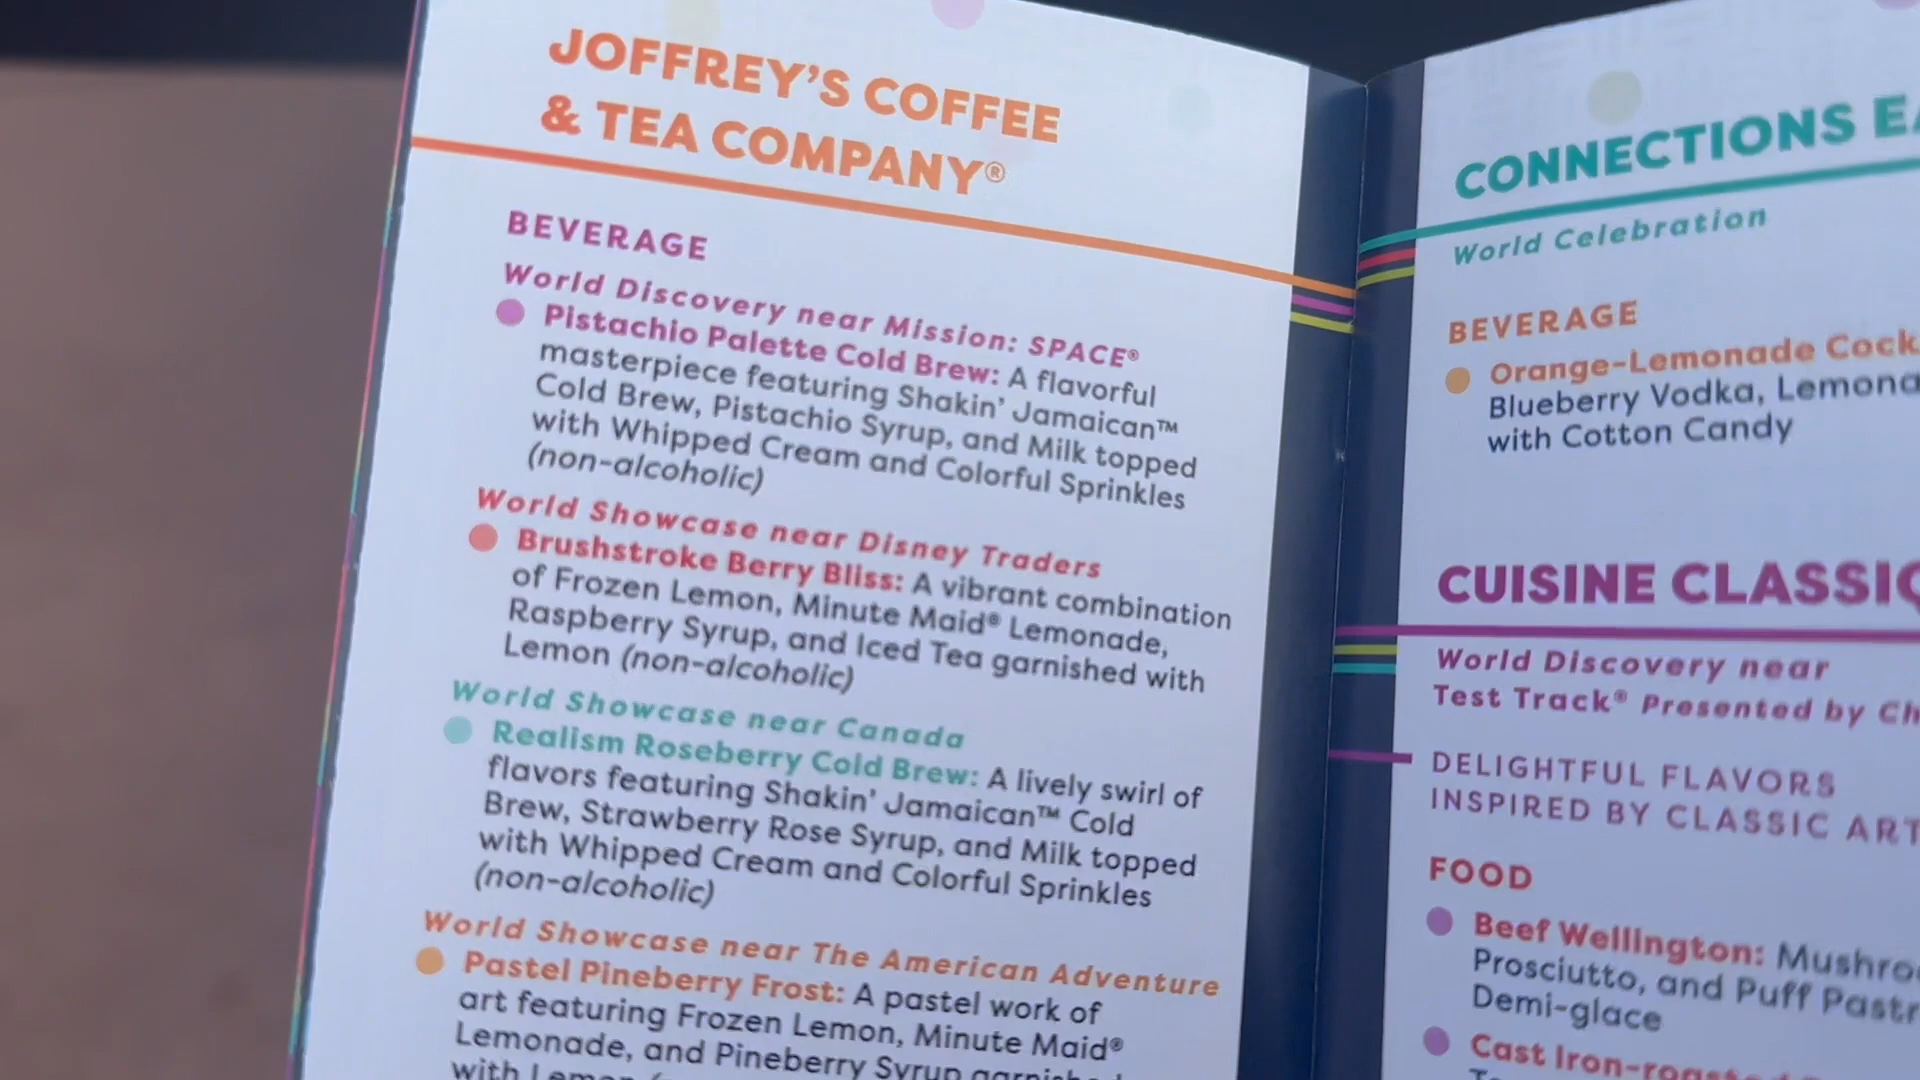 JOFFREY'S COFFEE
& TEA COMPANY®
BEVERAGE
World Discovery near Mission: SPACE®
Pistachio Palette Cold Brew: A flavorful
masterpiece featuring Shakin' Jamaican™
Cold Brew, Pistachio Syrup, and Milk topped
with Whipped Cream and Colorful Sprinkles
(non-alcoholic)
World Showcase near Disney Traders
Brushstroke Berry Bliss: A vibrant combination
of Frozen Lemon, Minute Maid® Lemonade,
Raspberry Syrup, and Iced Tea garnished with
Lemon (non-alcoholic)
World Showcase near Canada
Realism Roseberry Cold Brew: A lively swirl of
flavors featuring Shakin' Jamaican™ Cold
Brew, Strawberry Rose Syrup, and Milk topped
with Whipped Cream and Colorful Sprinkles
(non-alcoholic)
World Showcase near The American Adventure
Pastel Pineberry Frost: A pastel work of
art featuring Frozen Lemon, Minute Maid®
Lemonade, and Pineberry Syrup garnished
with Lemon
CONNECTIONS
World Celebration
BEVERAGE
Orange-Lemonade
Blueberry Vodka,
with Cotton Candy
CUISINE
World Discovery near
Test Track® Presented by
DELIGHTFUL FLAVORS
INSPIRED BY CLASSIC
FOOD
Beef Wellington:
Prosciutto, and Puff
Demi-glace
Cast